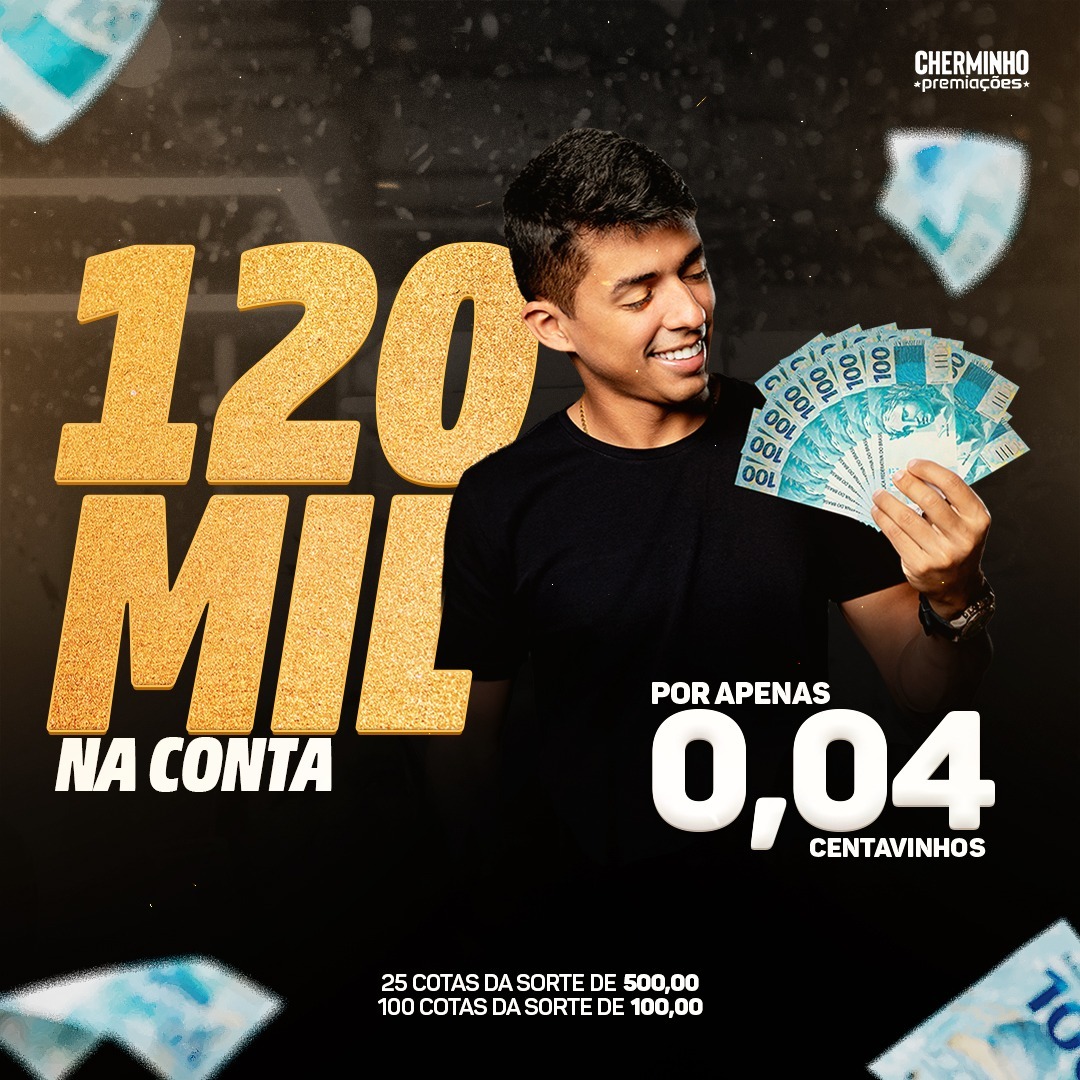 CHERMINHO
★premiações★
120
MIL
NA CONTA
POR APENAS
0,04
CENTAVINHOS
25 COTAS DA SORTE DE 500,00
100 COTAS DA SORTE DE 100,00